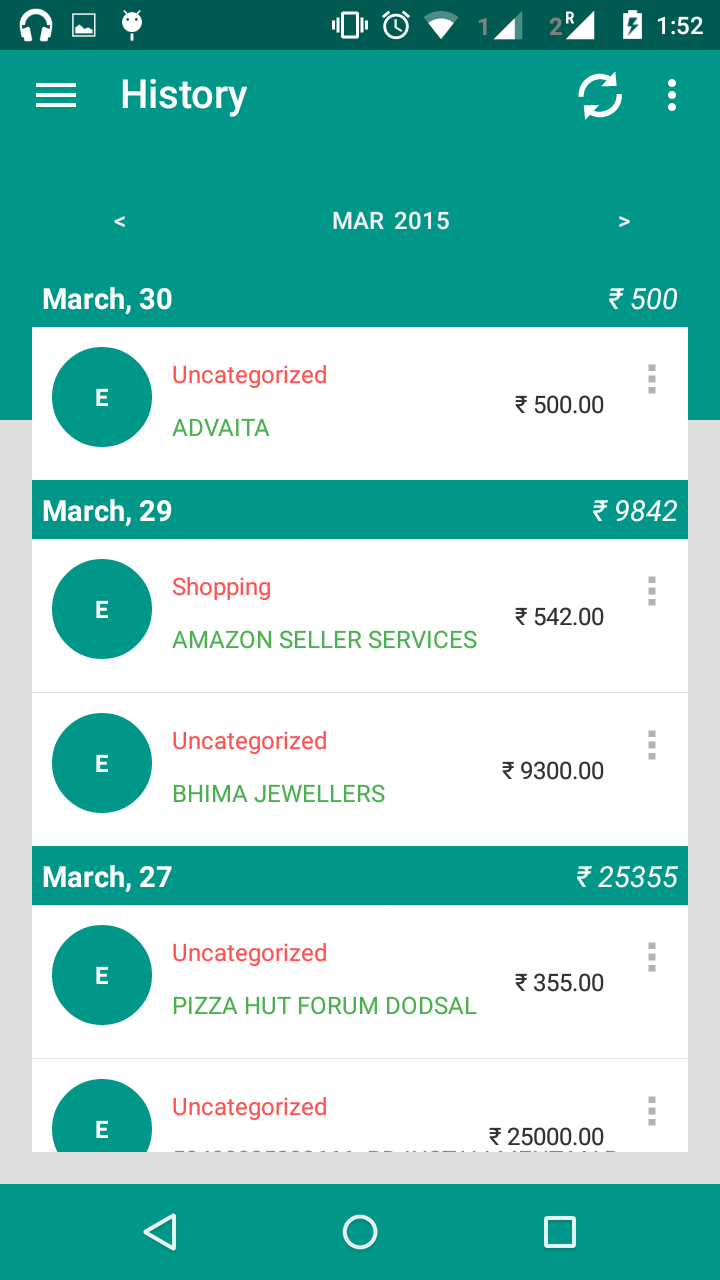 1 2 R 1:52
History
< MAR 2015 >
March, 30 ₹ 500
E Uncategorized ₹ 500.00
ADVAITA
March, 29 ₹ 9842
E Shopping ₹ 542.00
AMAZON SELLER SERVICES
E Uncategorized ₹ 9300.00
BHIMA JEWELLERS
March, 27 ₹ 25355
E Uncategorized ₹ 355.00
PIZZA HUT FORUM DODSAL
E Uncategorized ₹ 25000.00